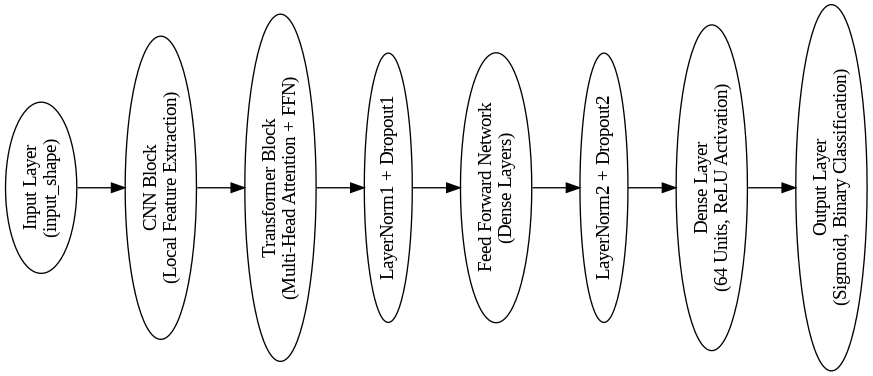 Input Layer
(input_shape)
CNN Block
(Local Feature Extraction)
Transformer Block
(Multi-Head Attention + FFN)
LayerNorm1 + Dropout1
Feed Forward Network
(Dense Layers)
LayerNorm2 + Dropout2
Dense Layer
(64 Units, ReLU Activation)
Output Layer
(Sigmoid, Binary Classification)